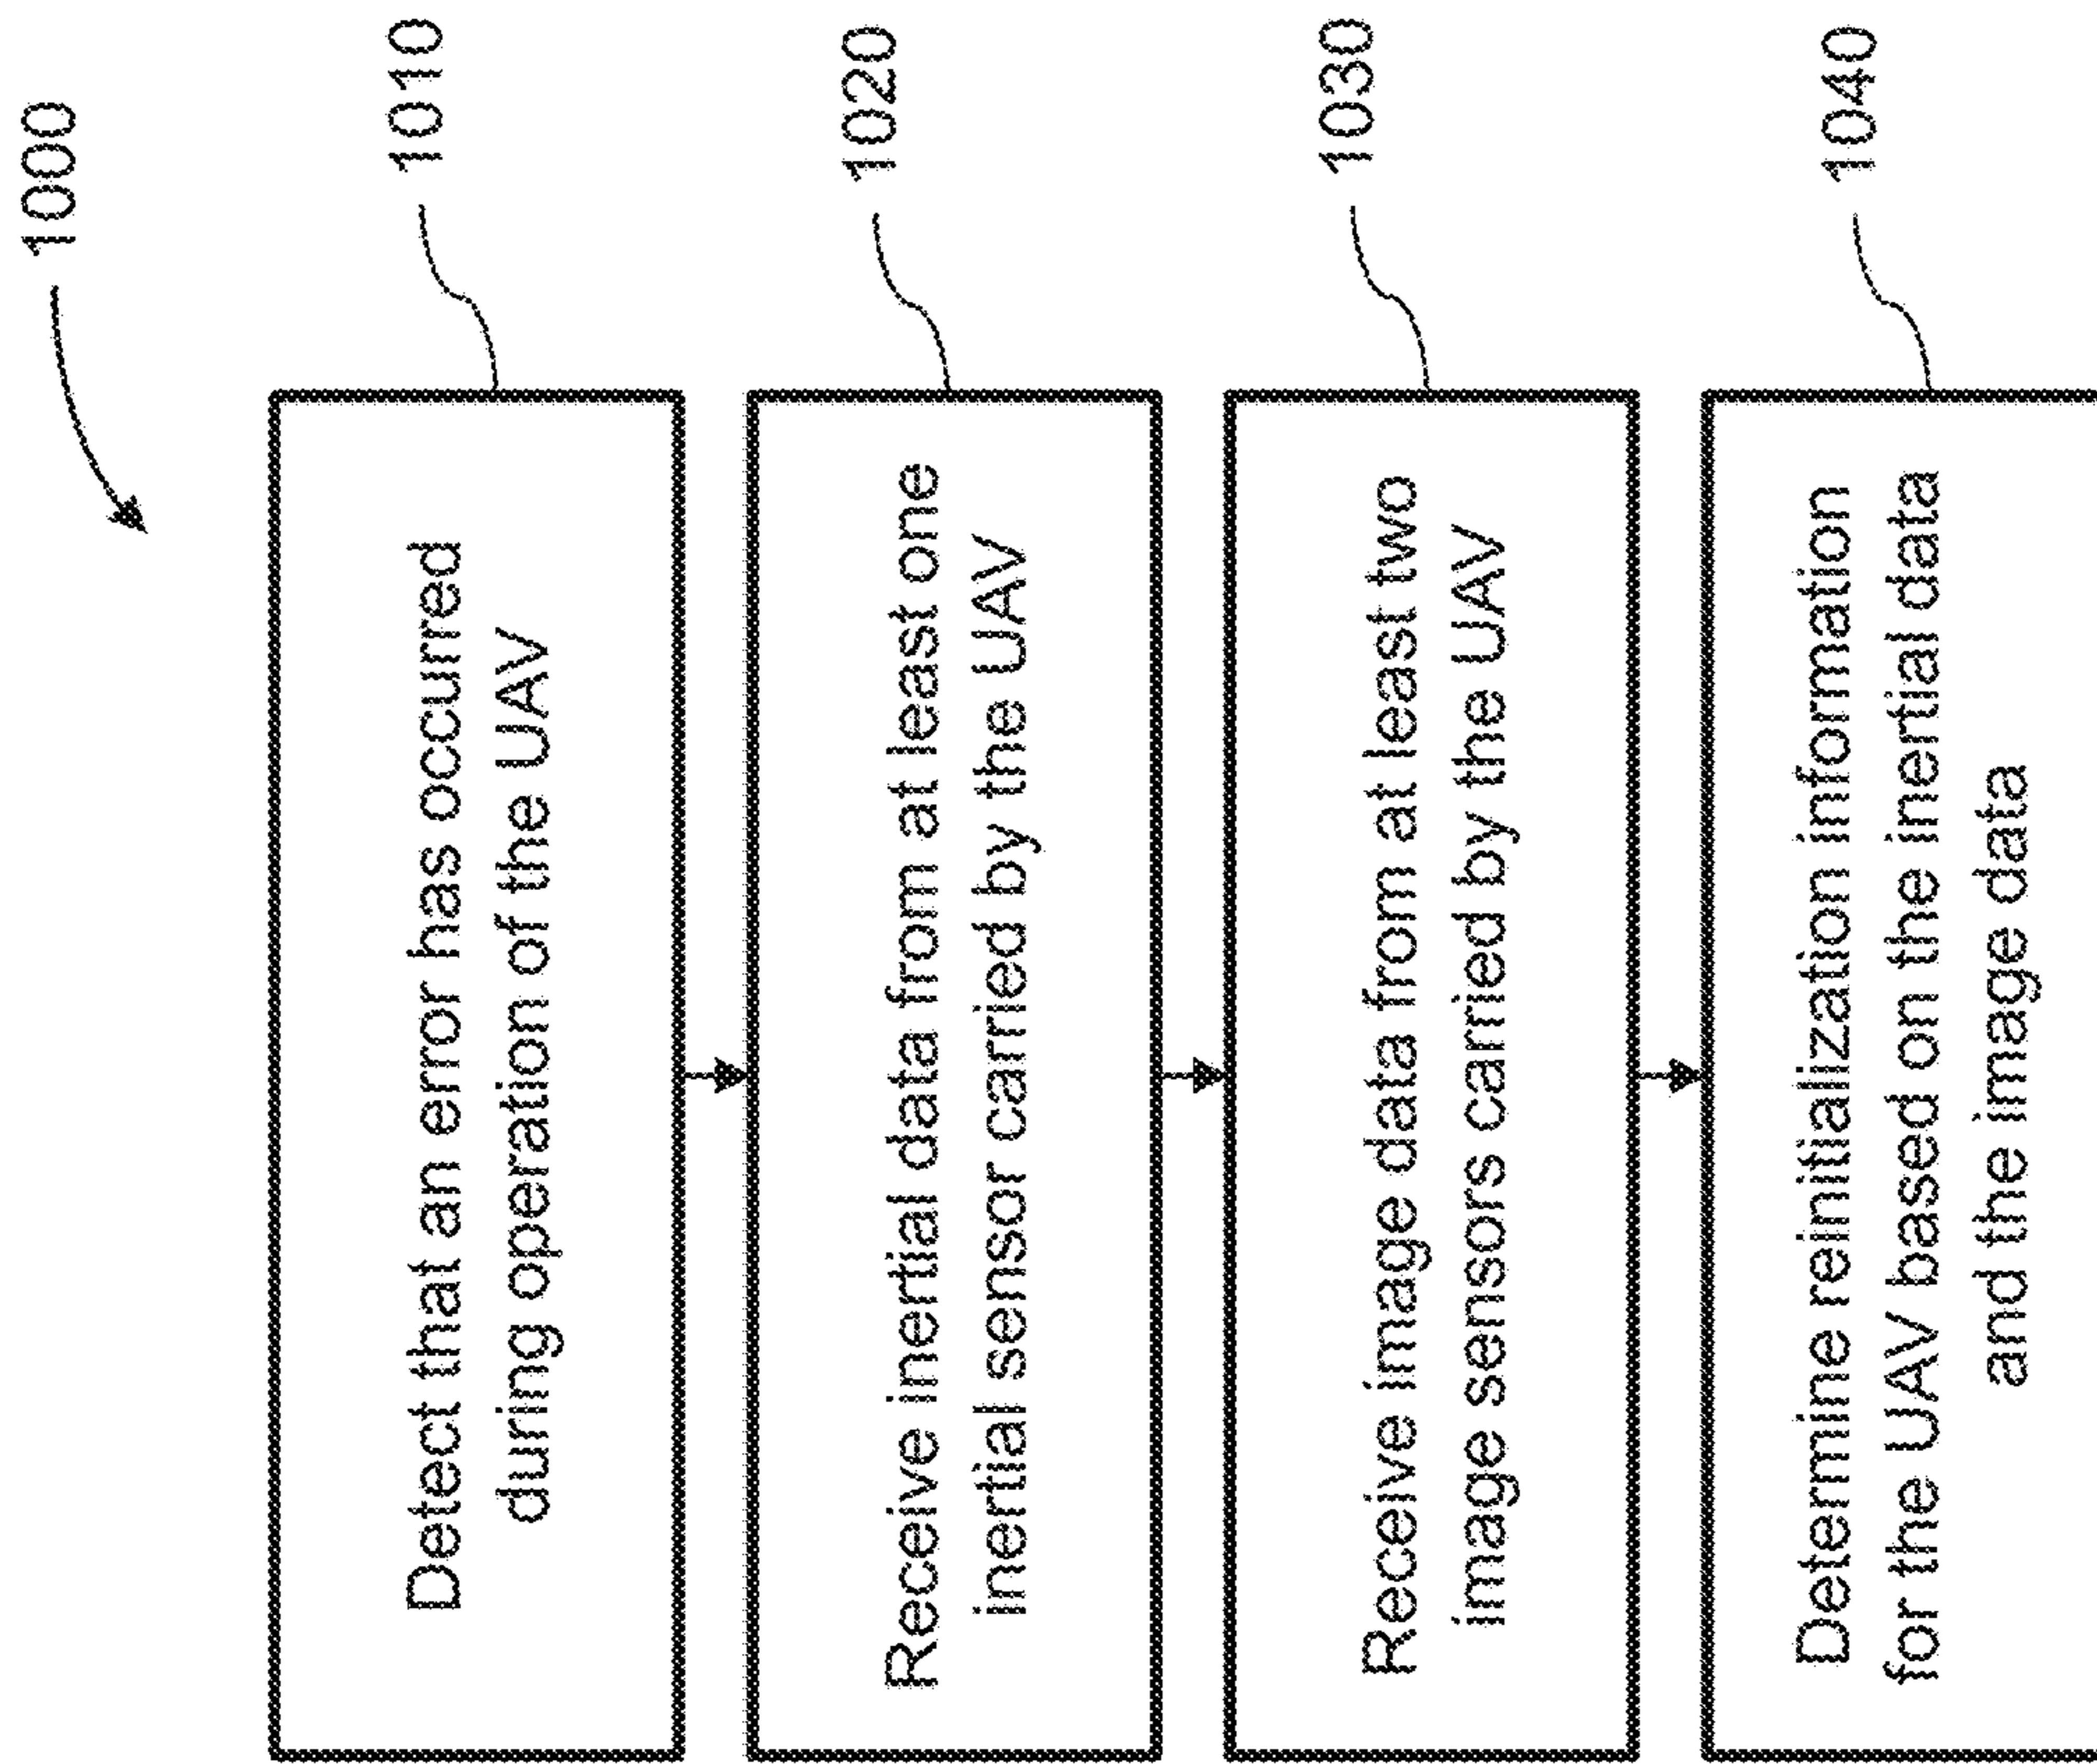 1000
Detect that an error has occurred
during operation of the UAV
1010
Receive inertial data from at least one
inertial sensor carried by the UAV
1020
Receive image data from at least two
image sensors carried by the UAV
1030
Determine reinitialization information
for the UAV based on the inertial data
and the image data
1040